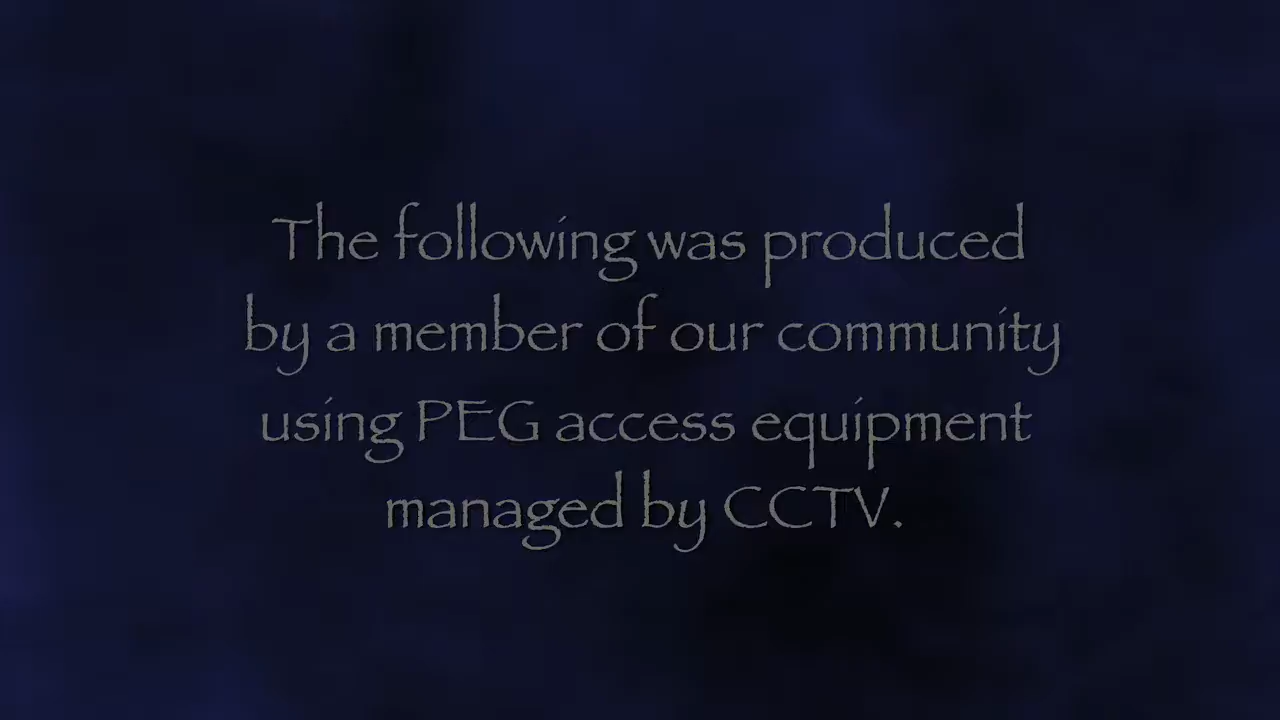 The following was produced
by a member of our community
using PEG access equipment
managed by CCTV.